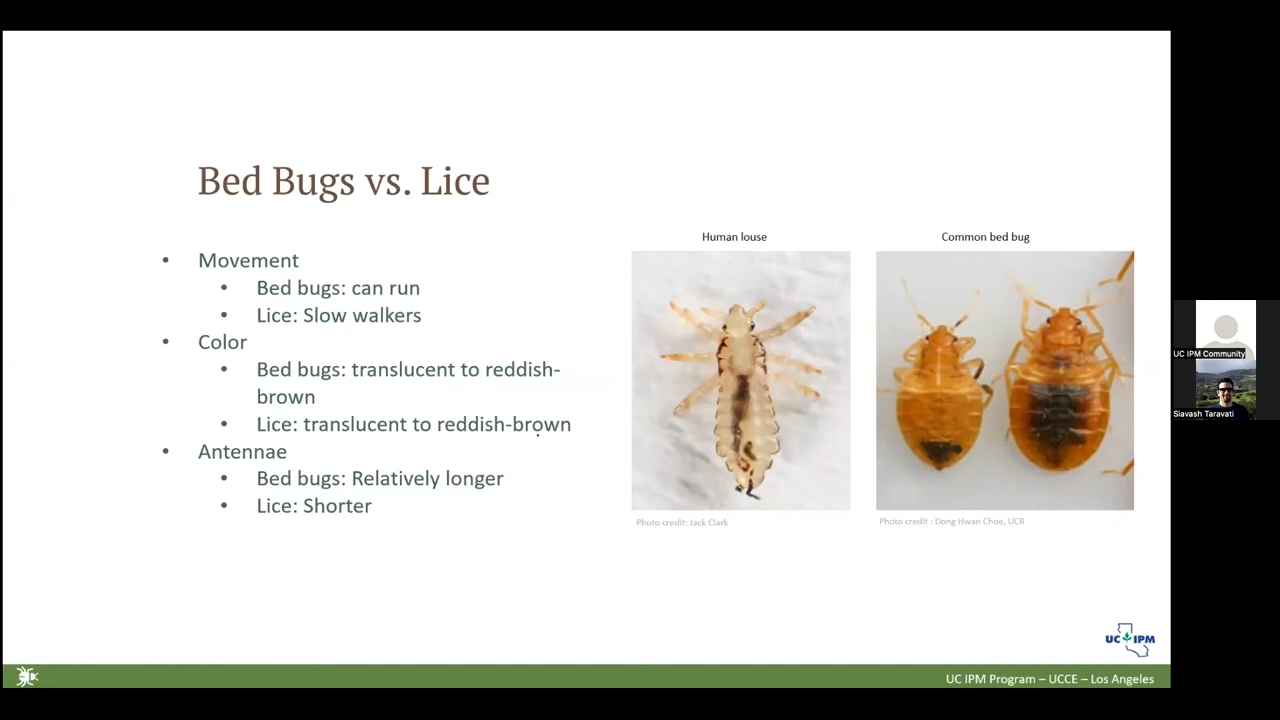 Bed Bugs vs. Lice
• Movement
• Bed bugs: can run
• Lice: Slow walkers
• Color
• Bed bugs: translucent to reddish-
brown
• Lice: translucent to reddish-brown
• Antennae
• Bed bugs: Relatively longer
• Lice: Shorter
Human louse
Photo credit: Jack Clark
Common bed bug
Photo credit : Dong Hwan Choe, UCR
UC IPM
UC IPM Program – UCCE – Los Angeles
UC IPM Community
Siavash Taravati